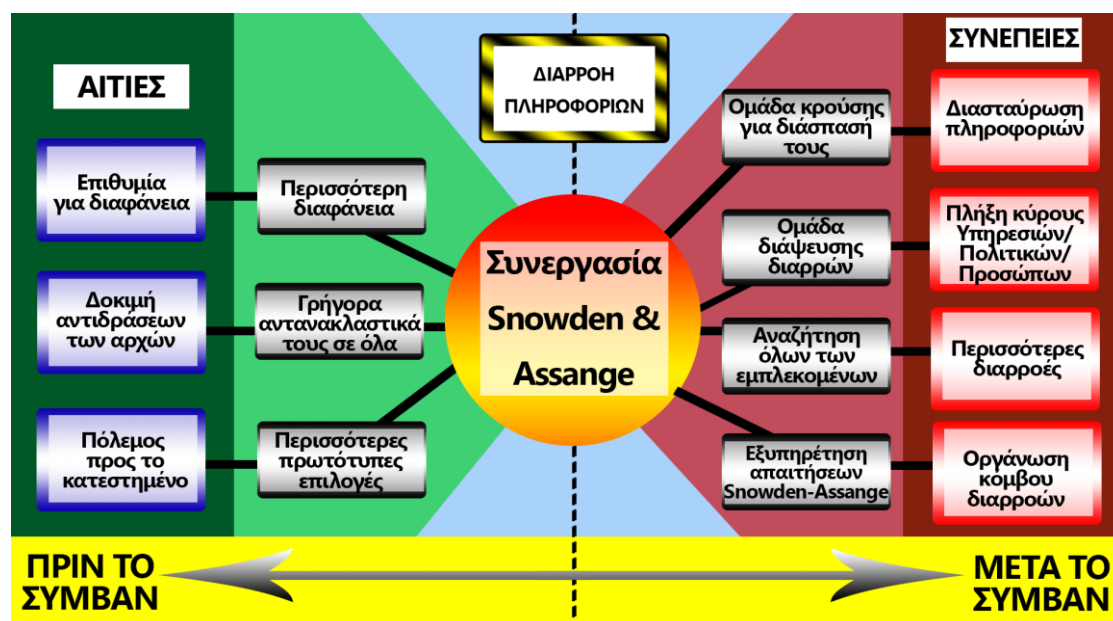 ΑΙΤΙΕΣ
Επιθυμία
για διαφάνεια
Δοκιμή
αντιδράσεων
των αρχών
Πόλεμος
προς το
κατεστημένο
Περισσότερη
διαφάνεια
Γρήγορα
αντανακλαστικά
τους σε όλα
Περισσότερες
πρωτότυπες
επιλογές
ΔΙΑΡΡΟΗ
ΠΛΗΡΟΦΟΡΙΩΝ
Συνεργασία
Snowden &
Assange
Ομάδα κρούσης
για διάσπασή
τους
Ομάδα
διάψευσης
διαρρών
Αναζήτηση
όλων των
εμπλεκομένων
Εξυπηρέτηση
απαιτήσεων
Snowden-Assange
ΣΥΝΕΠΕΙΕΣ
Διασταύρωση
πληροφοριών
Πλήξη κύρους
Υπηρεσιών/
Πολιτικών/
Προσώπων
Περισσότερες
διαρροές
Οργάνωση
κόμβου
διαρροών
ΠΡΙΝ ΤΟ
ΣΥΜΒΑΝ
ΜΕΤΑ ΤΟ
ΣΥΜΒΑΝ